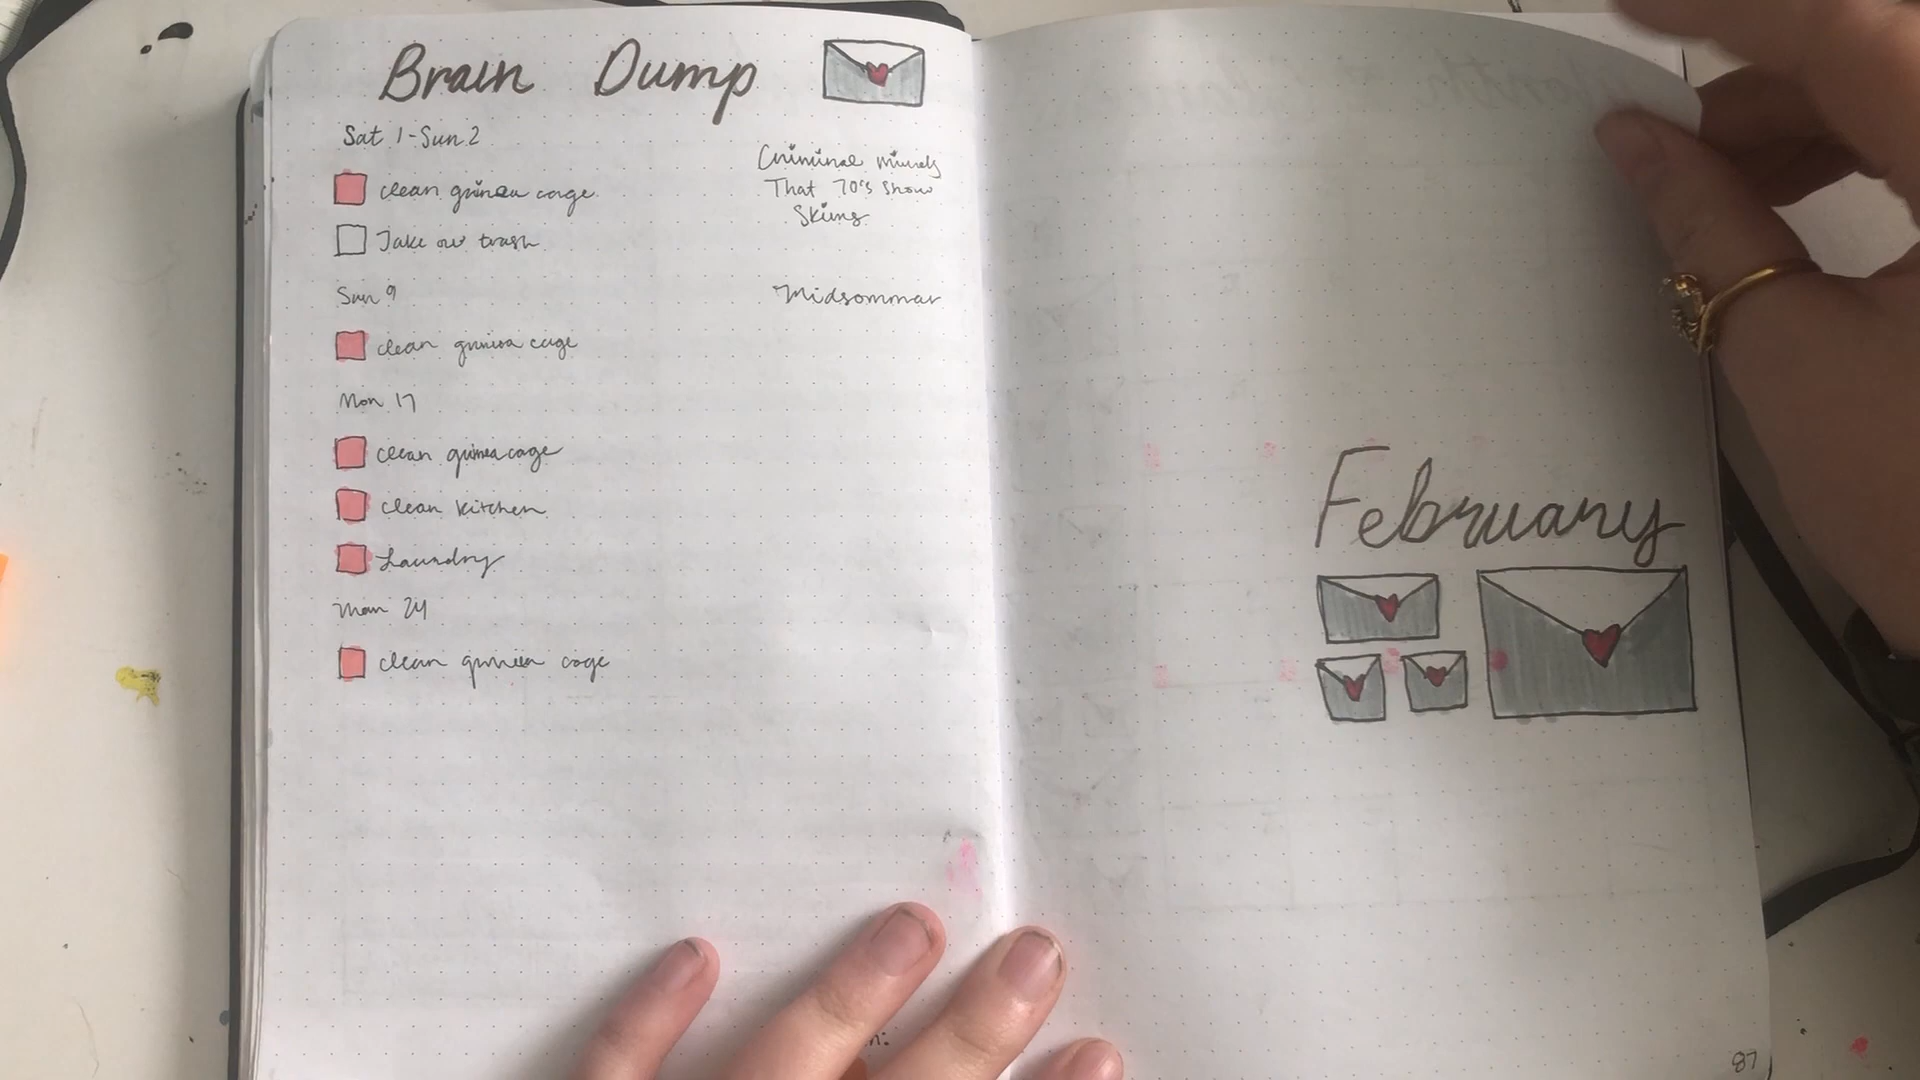 Brain Dump
Sat 1-Sun 2
clean guinea cage
Take out trash
Criminal Minds
That 70's Show
Skins
Sun 9
Midsommar
clean guinea cage
Mon 17
clean guinea cage
clean kitchen
Laundry
Mon 24
clean guinea cage
February
87